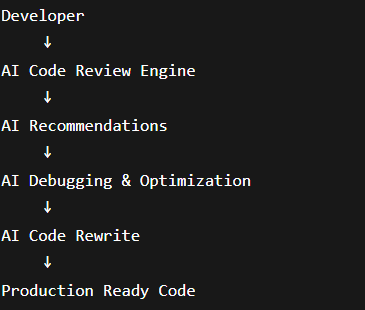 Developer
↓
AI Code Review Engine
↓
AI Recommendations
↓
AI Debugging & Optimization
↓
AI Code Rewrite
↓
Production Ready Code